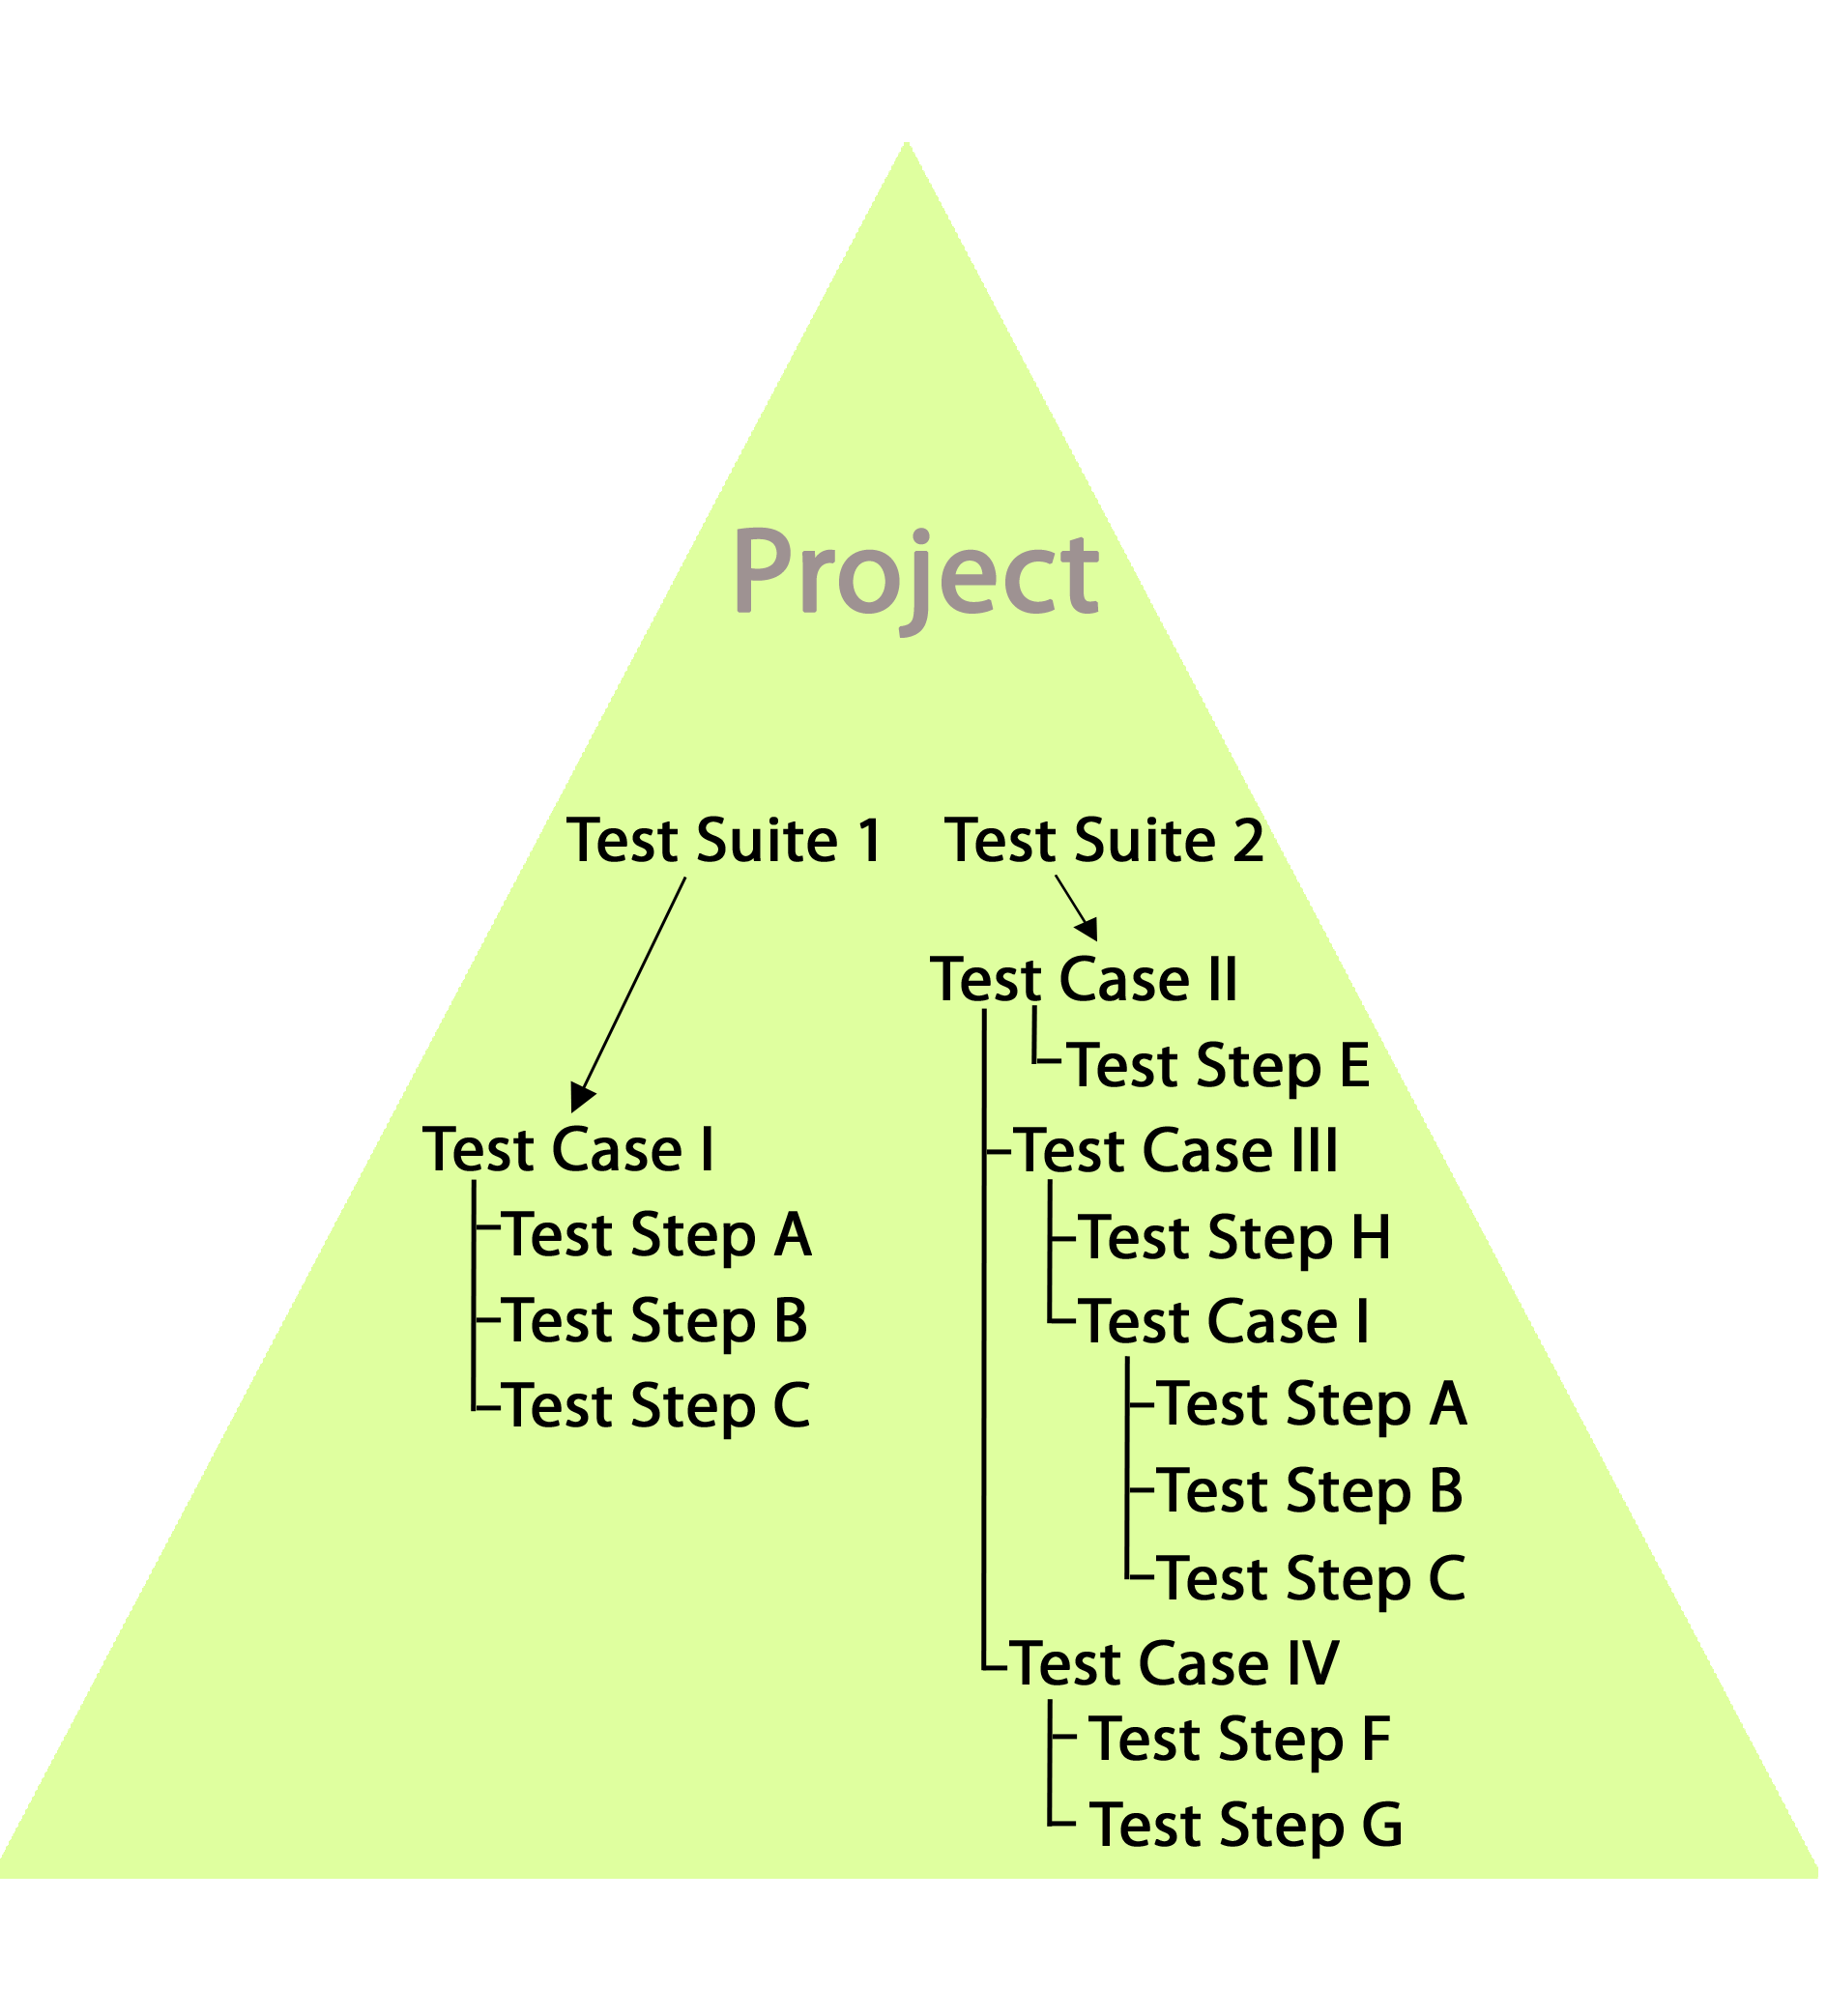 Project
Test Suite 1
Test Case I
Test Step A
Test Step B
Test Step C
Test Suite 2
Test Case II
Test Step E
Test Case III
Test Step H
Test Case I
Test Step A
Test Step B
Test Step C
Test Case IV
Test Step F
Test Step G